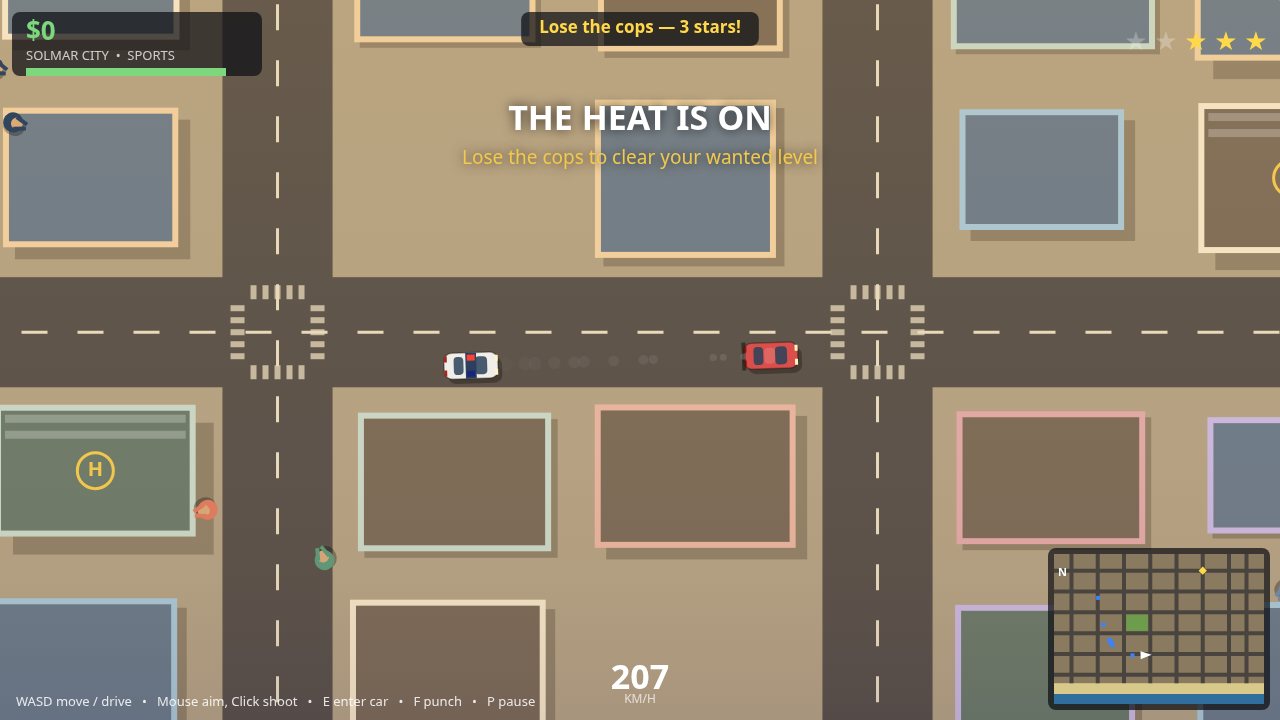 $0
SOLMAR CITY • SPORTS
Lose the cops — 3 stars!
THE HEAT IS ON
Lose the cops to clear your wanted level
H
N
207
KM/H
WASD move / drive • Mouse aim, Click shoot • E enter car • F punch • P pause